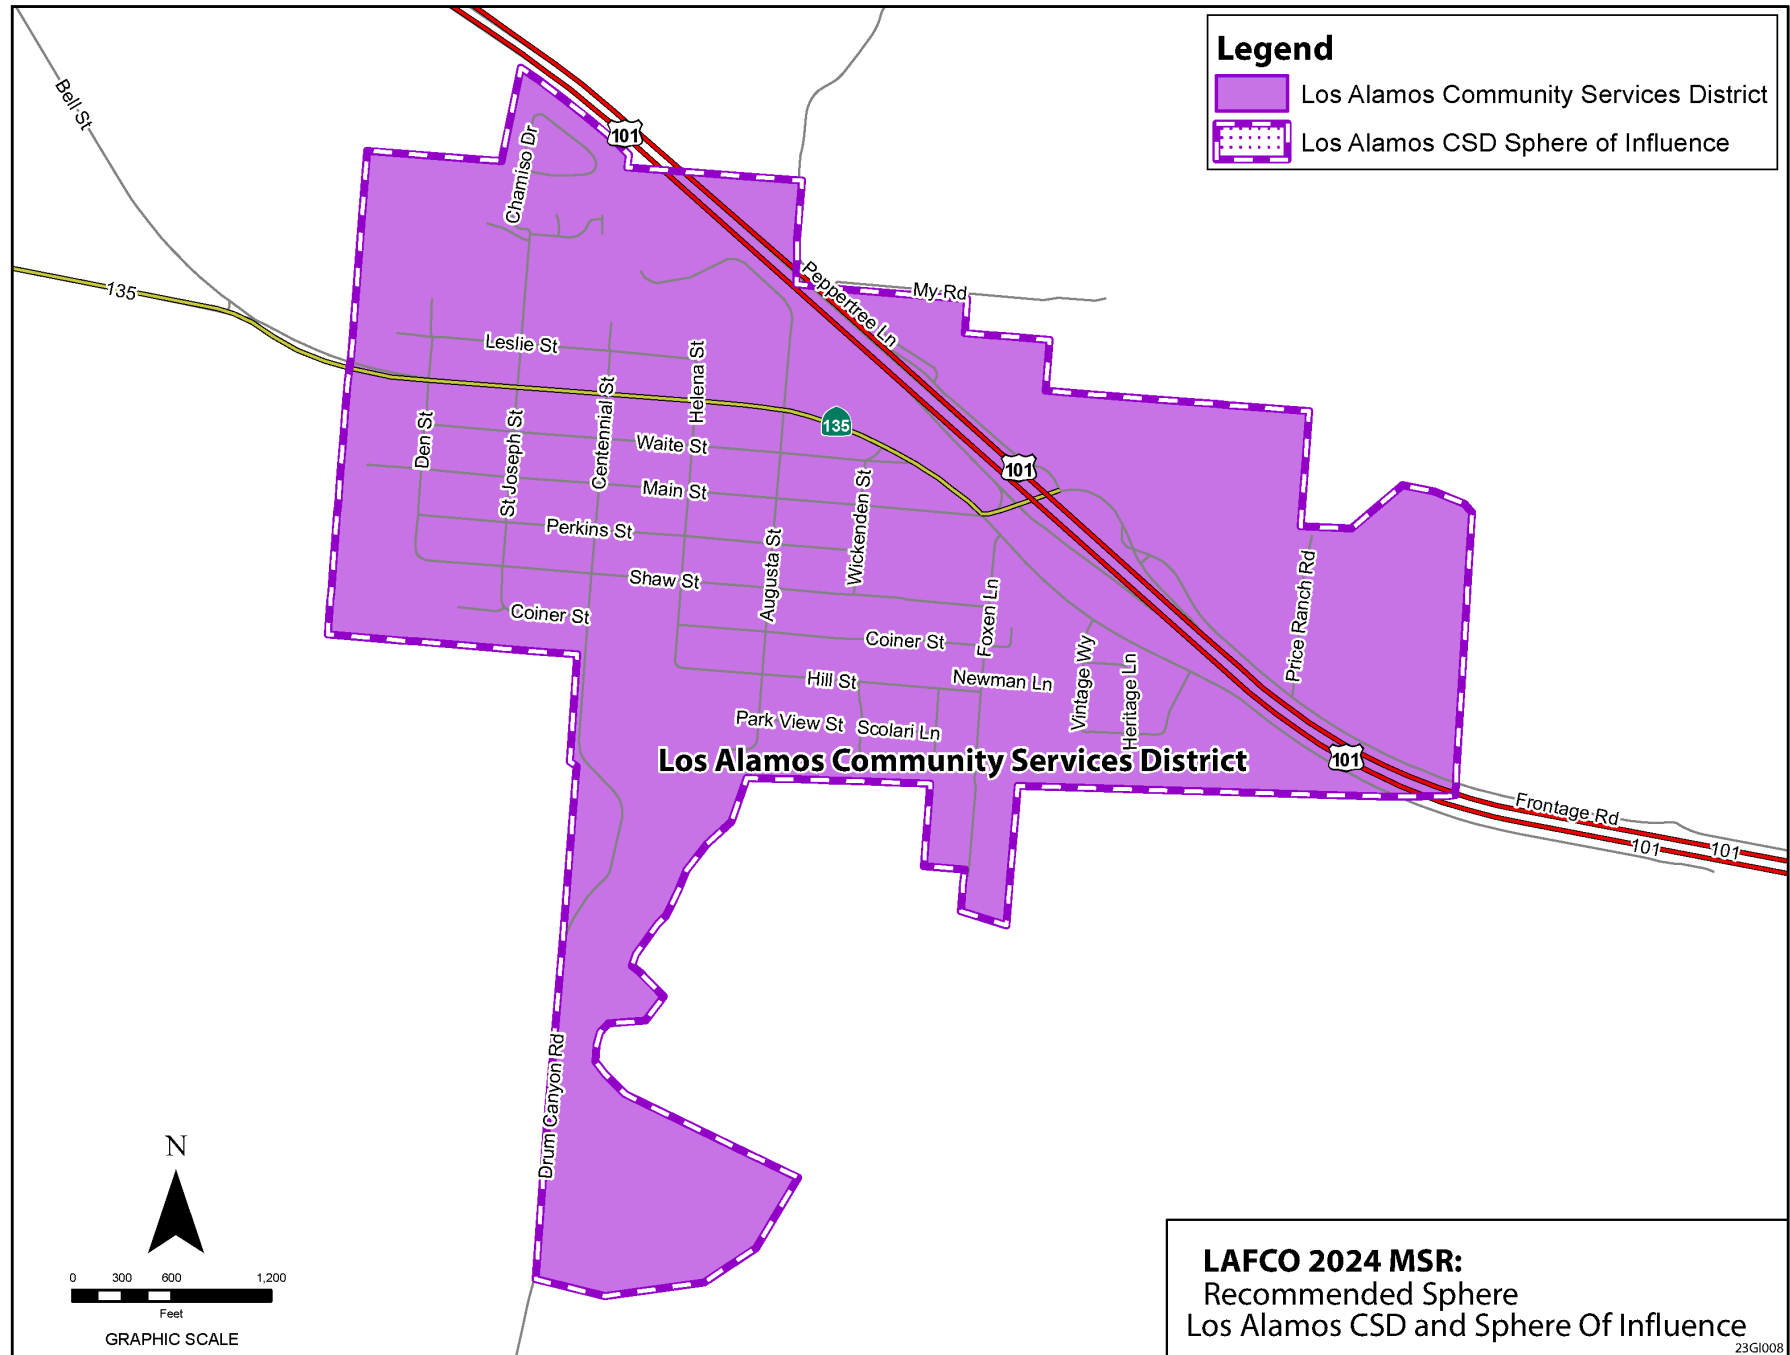 Legend
Los Alamos Community Services District
Los Alamos CSD Sphere of Influence
Bell St
101
Chamiso Dr
135
Peppertree Ln
My Rd
Leslie St
Helena St
Centennial St
St Joseph St
Den St
135
Waite St
101
Main St
Wickenden St
Perkins St
Augusta St
Shaw St
Coiner St
Foxen Ln
Price Ranch Rd
Coiner St
Vintage Wy
Heritage Ln
Hill St
Newman Ln
Park View St
Scolari Ln
Los Alamos Community Services District
101
Frontage Rd
101
101
Drum Canyon Rd
N
0 300 600 1,200
Feet
GRAPHIC SCALE
LAFCO 2024 MSR:
Recommended Sphere
Los Alamos CSD and Sphere Of Influence
23GI008